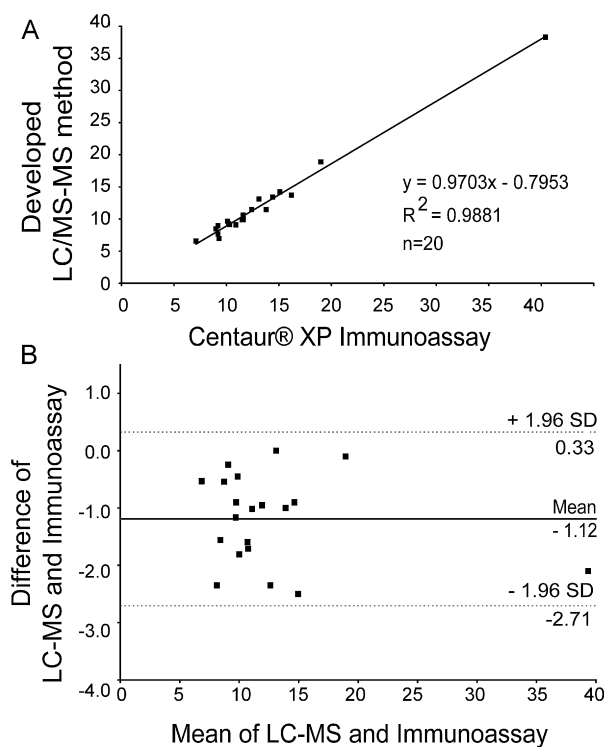 A
Developed
LC/MS-MS method
40
35
30
25
20
15
10
5
0
y = 0.9703x - 0.7953
R² = 0.9881
n=20
0 5 10 15 20 25 30 35 40
Centaur® XP Immunoassay
B
Difference of
LC-MS and Immunoassay
1.0
0.0
-1.0
-2.0
-3.0
-4.0
+ 1.96 SD
0.33
Mean
- 1.12
- 1.96 SD
-2.71
0 5 10 15 20 25 30 35 40
Mean of LC-MS and Immunoassay